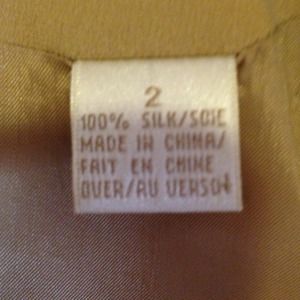 2
100% SILK/SOIE
MADE IN CHINA/
FAIT EN CHINE
OVER/AU VERSO↓